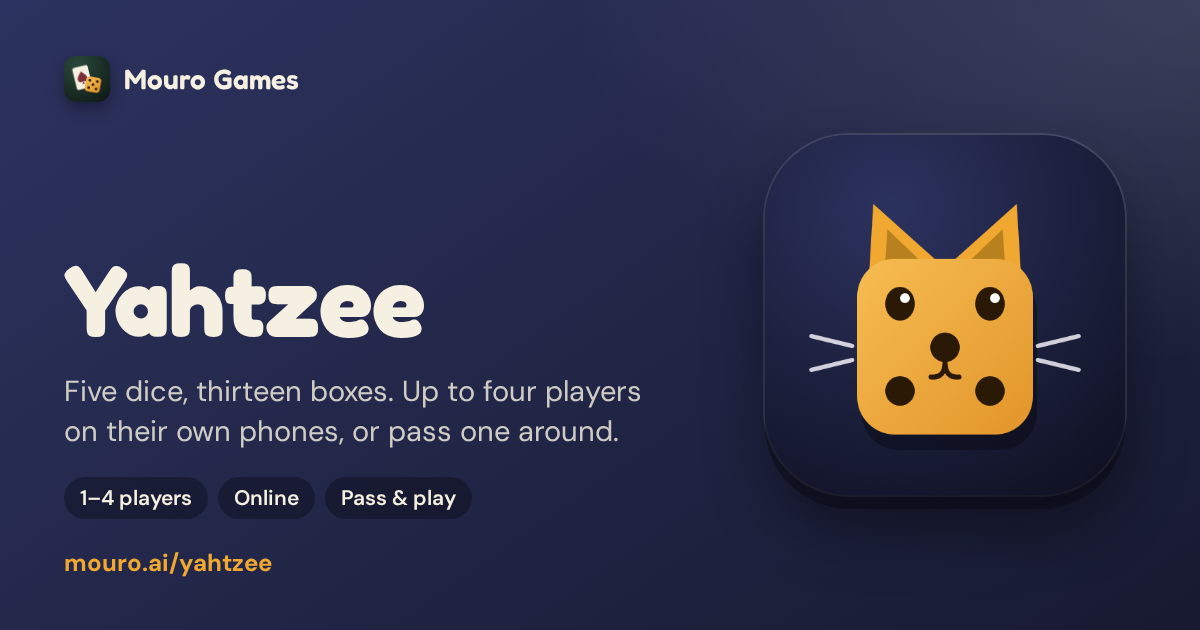 Mouro Games
Yahtzee
Five dice, thirteen boxes. Up to four players
on their own phones, or pass one around.
1–4 players
Online
Pass & play
mouro.ai/yahtzee